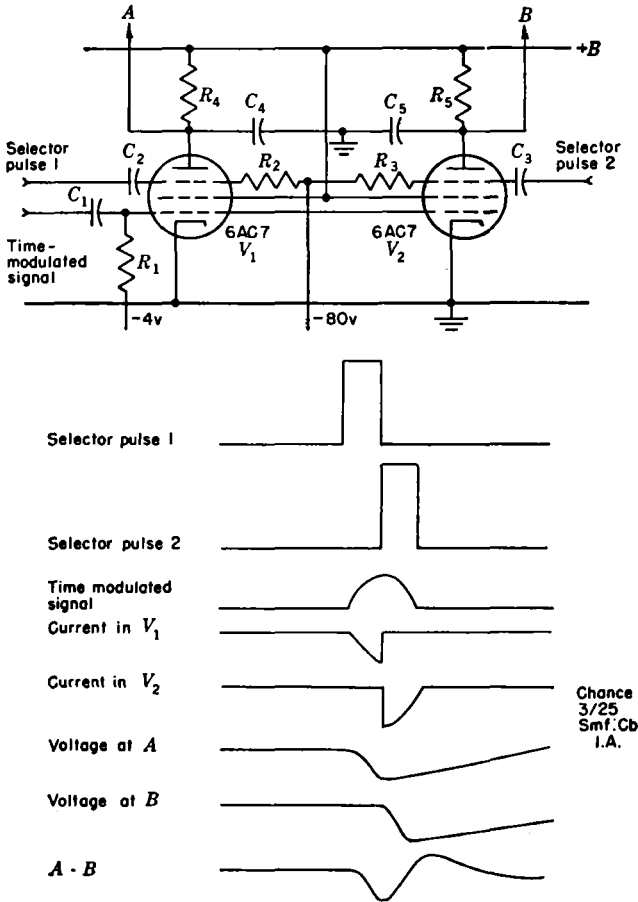 A
B
+B
R4
C4
C5
R5
Selector
pulse 1
C2
R2
R3
C3
Selector
pulse 2
C1
6AC7
V1
6AC7
V2
Time-
modulated
signal
R1
-4v
-80v
Selector pulse 1
Selector pulse 2
Time modulated
signal
Current in V1
Current in V2
Chance
3/25
Smf:Cb
I.A.
Voltage at A
Voltage at B
A - B